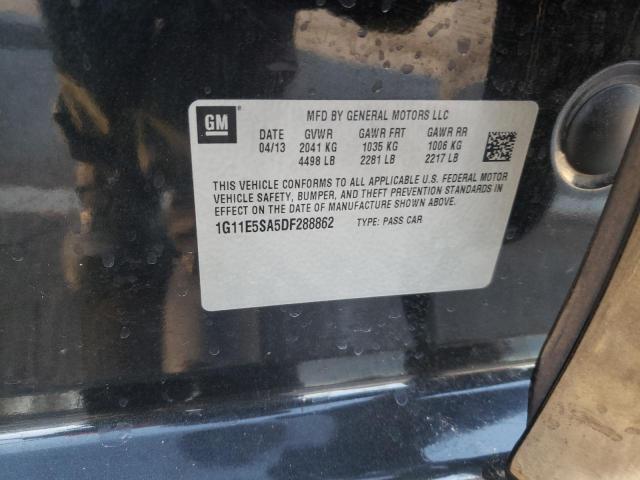 GM
MFD BY GENERAL MOTORS LLC
DATE GVWR GAWR FRT GAWR RR
04/13 2041 KG 1035 KG 1006 KG
4498 LB 2281 LB 2217 LB
THIS VEHICLE CONFORMS TO ALL APPLICABLE U.S. FEDERAL MOTOR
VEHICLE SAFETY, BUMPER, AND THEFT PREVENTION STANDARDS
IN EFFECT ON THE DATE OF MANUFACTURE SHOWN ABOVE.
1G11E5SA5DF288862 TYPE: PASS CAR